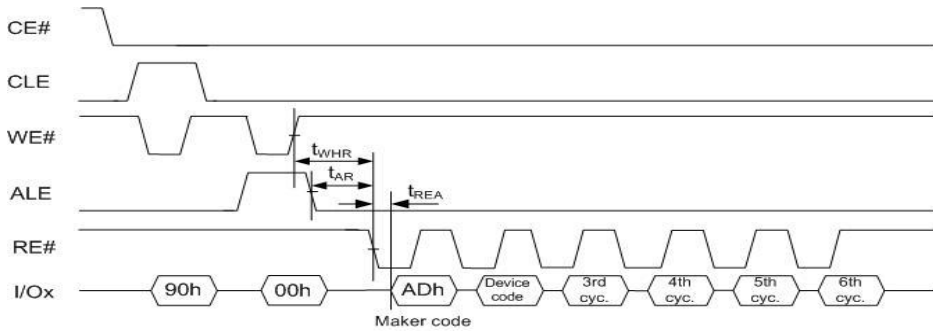 CE#
CLE
WE#
tWHR
tAR
ALE
tREA
RE#
I/Ox
90h
00h
ADh
Device code
3rd cyc.
4th cyc.
5th cyc.
6th cyc.
Maker code